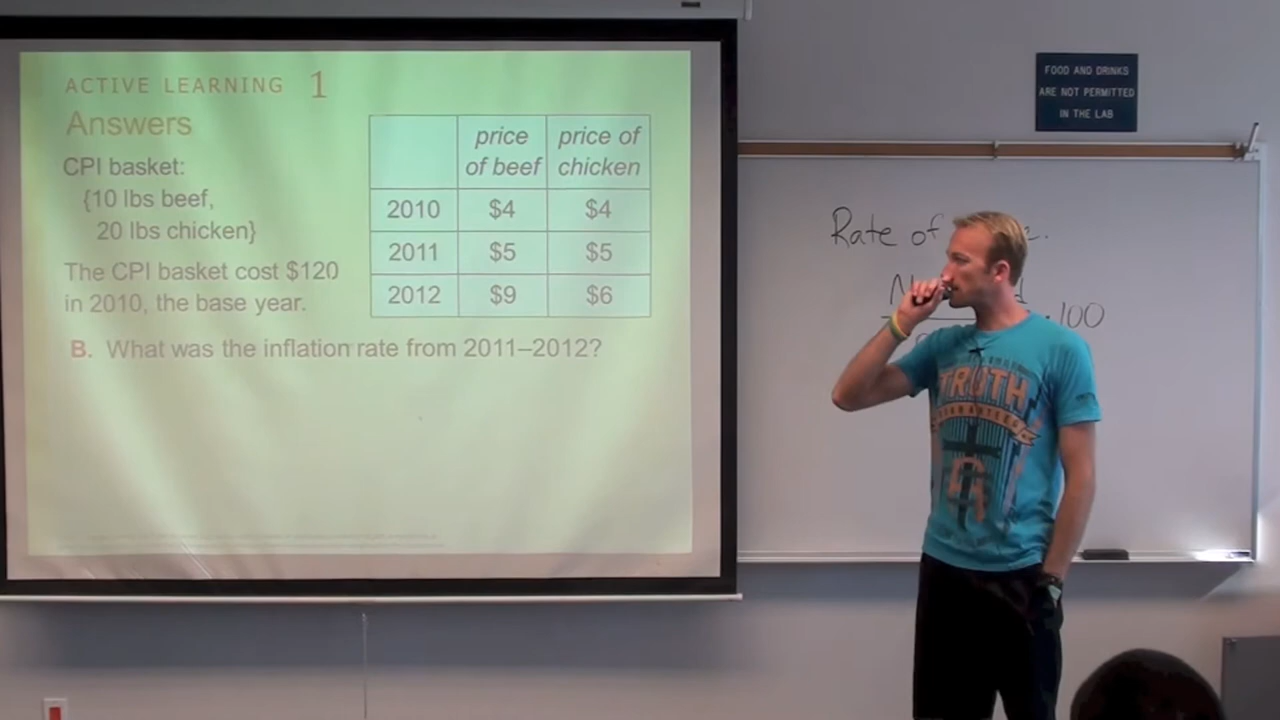 ACTIVE LEARNING 1
Answers
CPI basket:
{10 lbs beef,
20 lbs chicken}
The CPI basket cost $120
in 2010, the base year.
price of beef price of chicken
2010 $4 $4
2011 $5 $5
2012 $9 $6
B. What was the inflation rate from 2011–2012?
FOOD AND DRINKS
ARE NOT PERMITTED
IN THE LAB
Rate of
100
TRUTH
GUARANTEED